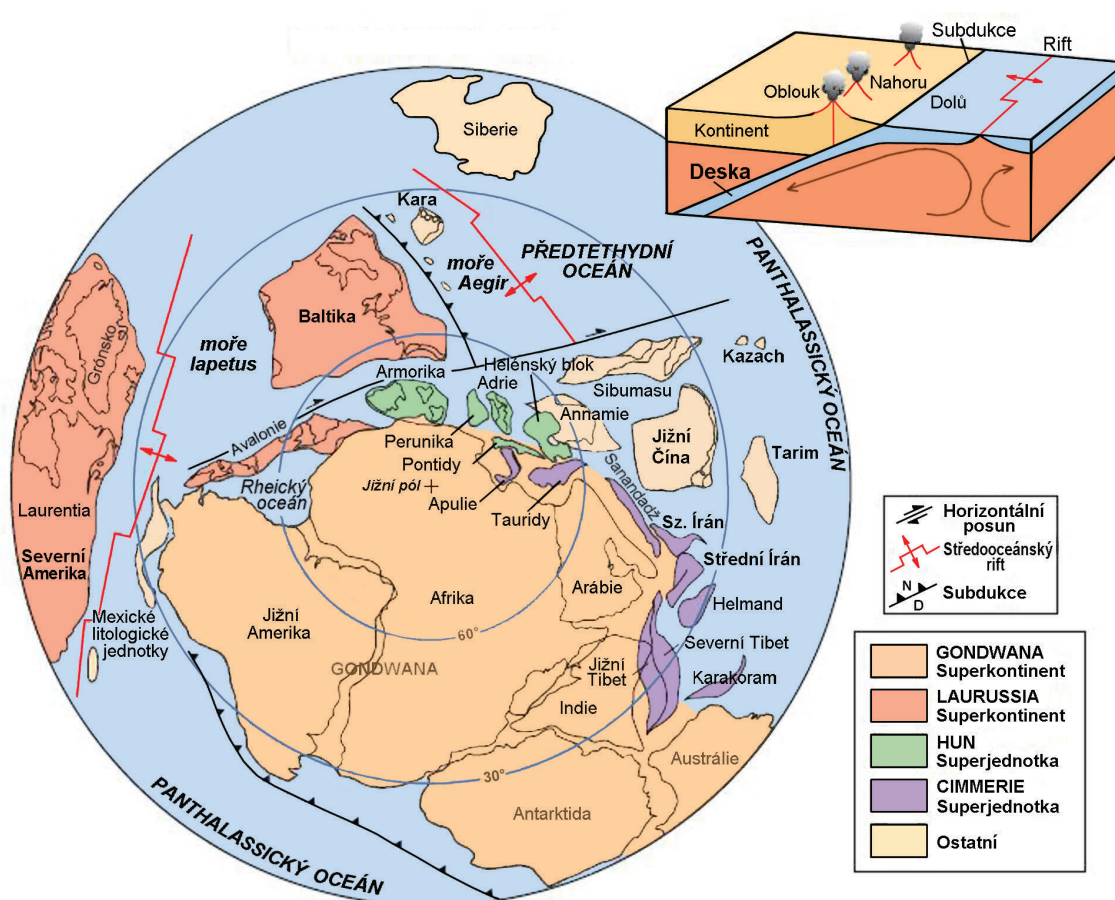 Subdukce
Rift
Oblouk
Nahoru
Dolů
Kontinent
Deska
Siberie
Kara
moře
Aegir
PŘEDTETHYDNÍ
OCEÁN
PANTHALASSICKÝ OCEÁN
Baltika
moře
Iapetus
Grónsko
Laurentia
Severní
Amerika
Mexické
litologické
jednotky
Avalonie
Armorika
Helénský blok
Adrie
Perunika
Pontidy
Jižní pól
Apulie
Tauridy
Rheický
oceán
Sibumasu
Annamie
Kazach
Jižní
Čína
Tarim
Sanandadž
Sz. Írán
Střední Írán
Arábie
Helmand
Severní Tibet
Jižní
Tibet
Karakoram
Indie
Afrika
Jižní
Amerika
GONDWANA
60°
30°
Austrálie
Antarktida
PANTHALASSICKÝ OCEÁN
Horizontální
posun
Středooceánský
rift
N
D
Subdukce
GONDWANA
Superkontinent
LAURUSSIA
Superkontinent
HUN
Superjednotka
CIMMERIE
Superjednotka
Ostatní